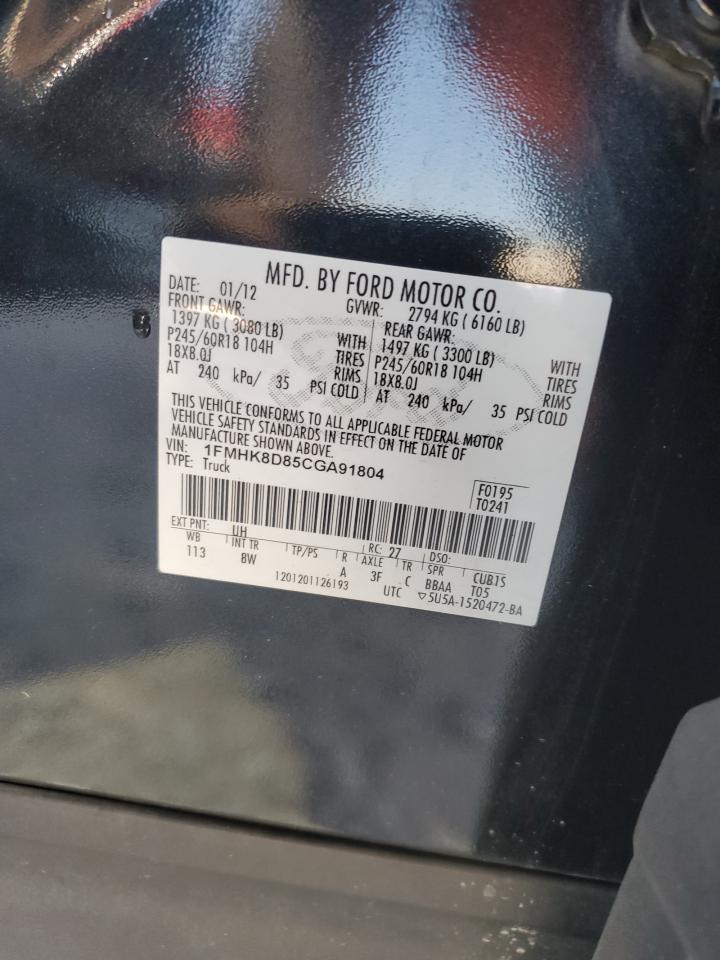 MFD. BY FORD MOTOR CO.
DATE: 01/12 GVWR: 2794 KG ( 6160 LB)
FRONT GAWR: REAR GAWR:
1397 KG ( 3080 LB) WITH 1497 KG ( 3300 LB) WITH
P245/60R18 104H TIRES P245/60R18 104H TIRES
18X8.0J RIMS 18X8.0J RIMS
AT 240 kPa/ 35 PSI COLD AT 240 kPa/ 35 PSI COLD
THIS VEHICLE CONFORMS TO ALL APPLICABLE FEDERAL MOTOR
VEHICLE SAFETY STANDARDS IN EFFECT ON THE DATE OF
MANUFACTURE SHOWN ABOVE.
VIN: 1FMHK8D85CGA91804
TYPE: Truck
F0195
T0241
EXT PNT: UH RC: 27 DSO:
WB INT TR TP/PS R AXLE TR SPR CUBIS
113 BW A 3F C BBAA T05
1201201126193 UTC ▽5U5A-1520472-BA
Ford